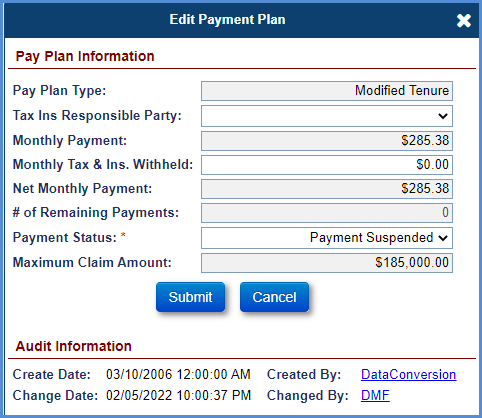 Edit Payment Plan
Pay Plan Information
Pay Plan Type: Modified Tenure
Tax Ins Responsible Party:
Monthly Payment: $285.38
Monthly Tax & Ins. Withheld: $0.00
Net Monthly Payment: $285.38
# of Remaining Payments: 0
Payment Status: * Payment Suspended
Maximum Claim Amount: $185,000.00
Submit Cancel
Audit Information
Create Date: 03/10/2006 12:00:00 AM Created By: DataConversion
Change Date: 02/05/2022 10:00:37 PM Changed By: DMF